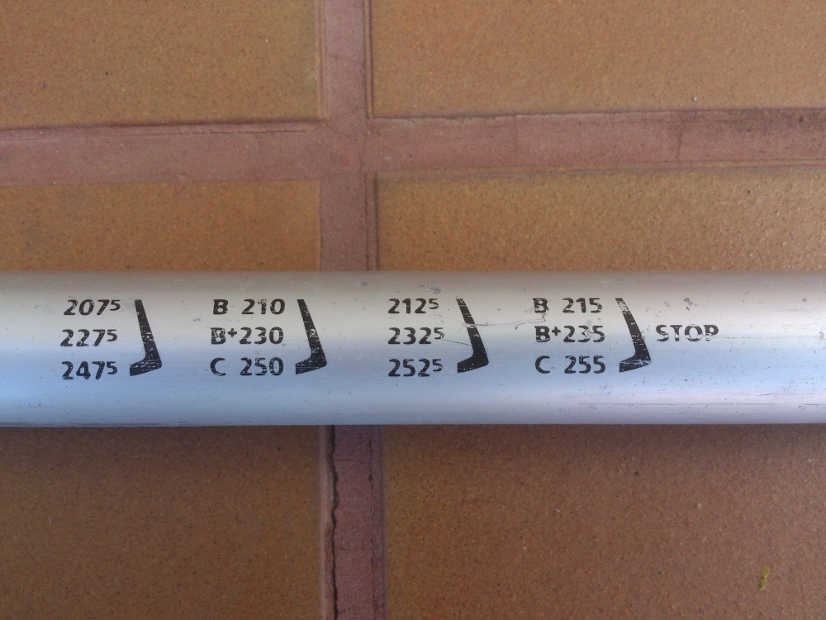 207⁵ B 210 212⁵ B 215
227⁵ B⁺230 232⁵ B⁺235 STOP
247⁵ C 250 252⁵ C 255